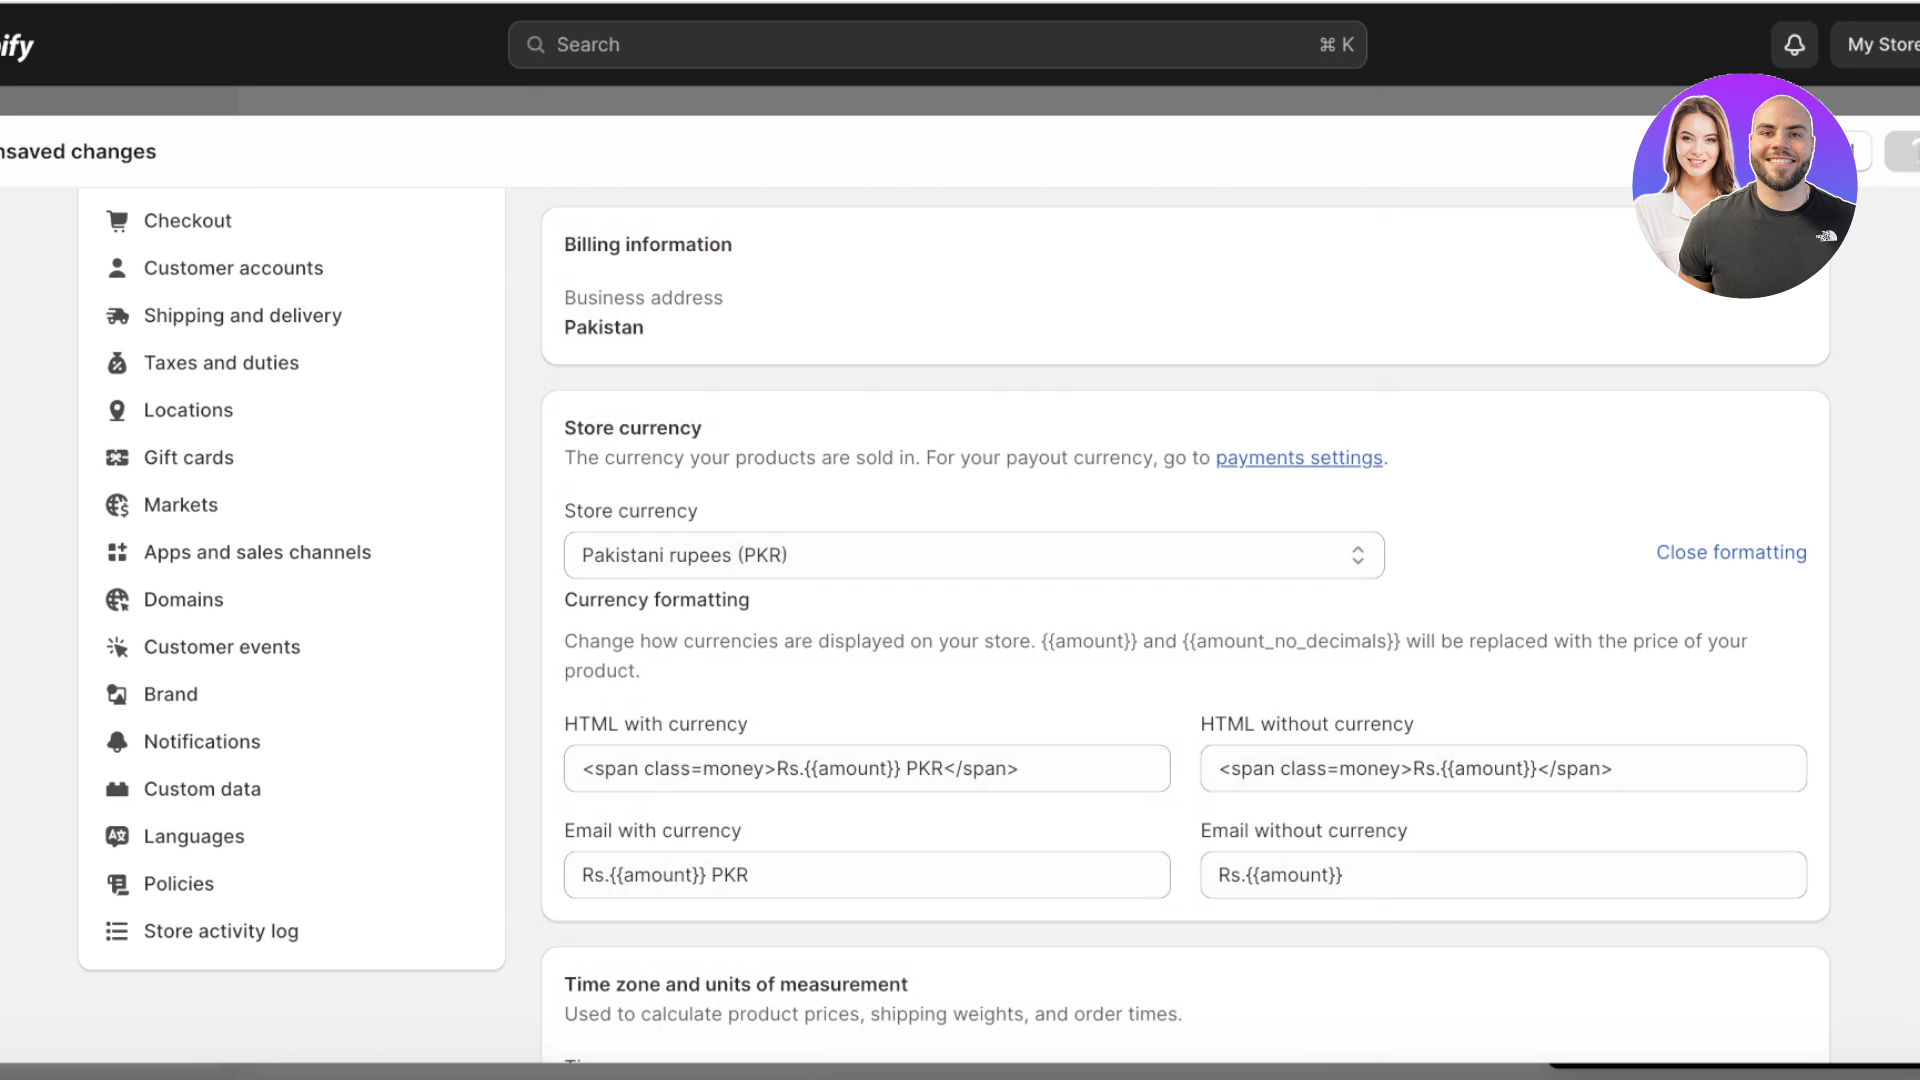 ify
Search
⌘ K
My Store
nsaved changes
Checkout
Customer accounts
Shipping and delivery
Taxes and duties
Locations
Gift cards
Markets
Apps and sales channels
Domains
Customer events
Brand
Notifications
Custom data
Languages
Policies
Store activity log
Billing information
Business address
Pakistan
Store currency
The currency your products are sold in. For your payout currency, go to payments settings.
Store currency
Pakistani rupees (PKR)
Close formatting
Currency formatting
Change how currencies are displayed on your store. {{amount}} and {{amount_no_decimals}} will be replaced with the price of your
product.
HTML with currency
HTML without currency
<span class=money>Rs.{{amount}} PKR</span>
<span class=money>Rs.{{amount}}</span>
Email with currency
Email without currency
Rs.{{amount}} PKR
Rs.{{amount}}
Time zone and units of measurement
Used to calculate product prices, shipping weights, and order times.